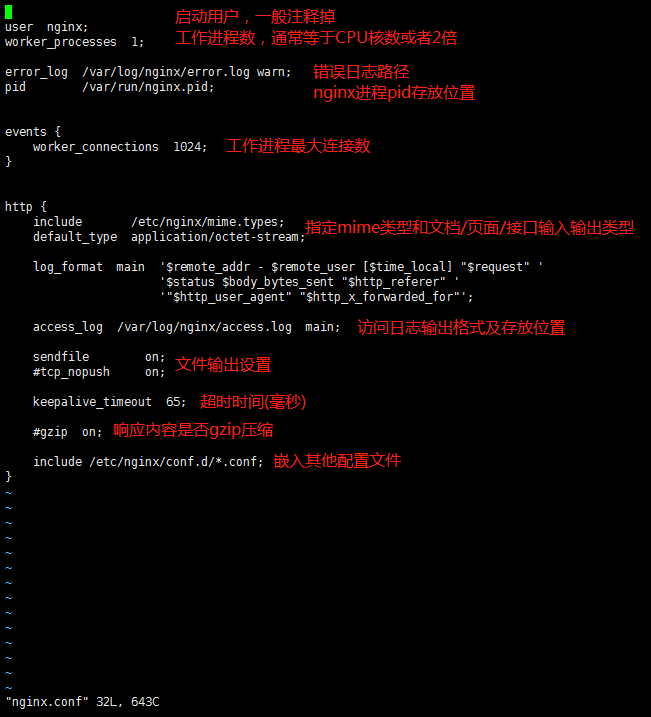 启动用户，一般注释掉
user  nginx;
worker_processes  1; 工作进程数，通常等于CPU核数或者2倍
error_log  /var/log/nginx/error.log warn; 错误日志路径
pid        /var/run/nginx.pid; nginx进程pid存放位置
events {
    worker_connections  1024; 工作进程最大连接数
}
http {
    include       /etc/nginx/mime.types;
    default_type  application/octet-stream; 指定mime类型和文档/页面/接口输入输出类型
    log_format  main  '$remote_addr - $remote_user [$time_local] "$request" '
                      '$status $body_bytes_sent "$http_referer" '
                      '"$http_user_agent" "$http_x_forwarded_for"';
    access_log  /var/log/nginx/access.log  main; 访问日志输出格式及存放位置
    sendfile        on;
    #tcp_nopush     on; 文件输出设置
    keepalive_timeout  65; 超时时间(毫秒)
    #gzip  on; 响应内容是否gzip压缩
    include /etc/nginx/conf.d/*.conf; 嵌入其他配置文件
}
~
~
~
~
~
~
~
~
~
~
~
~
~
~
"nginx.conf" 32L, 643C